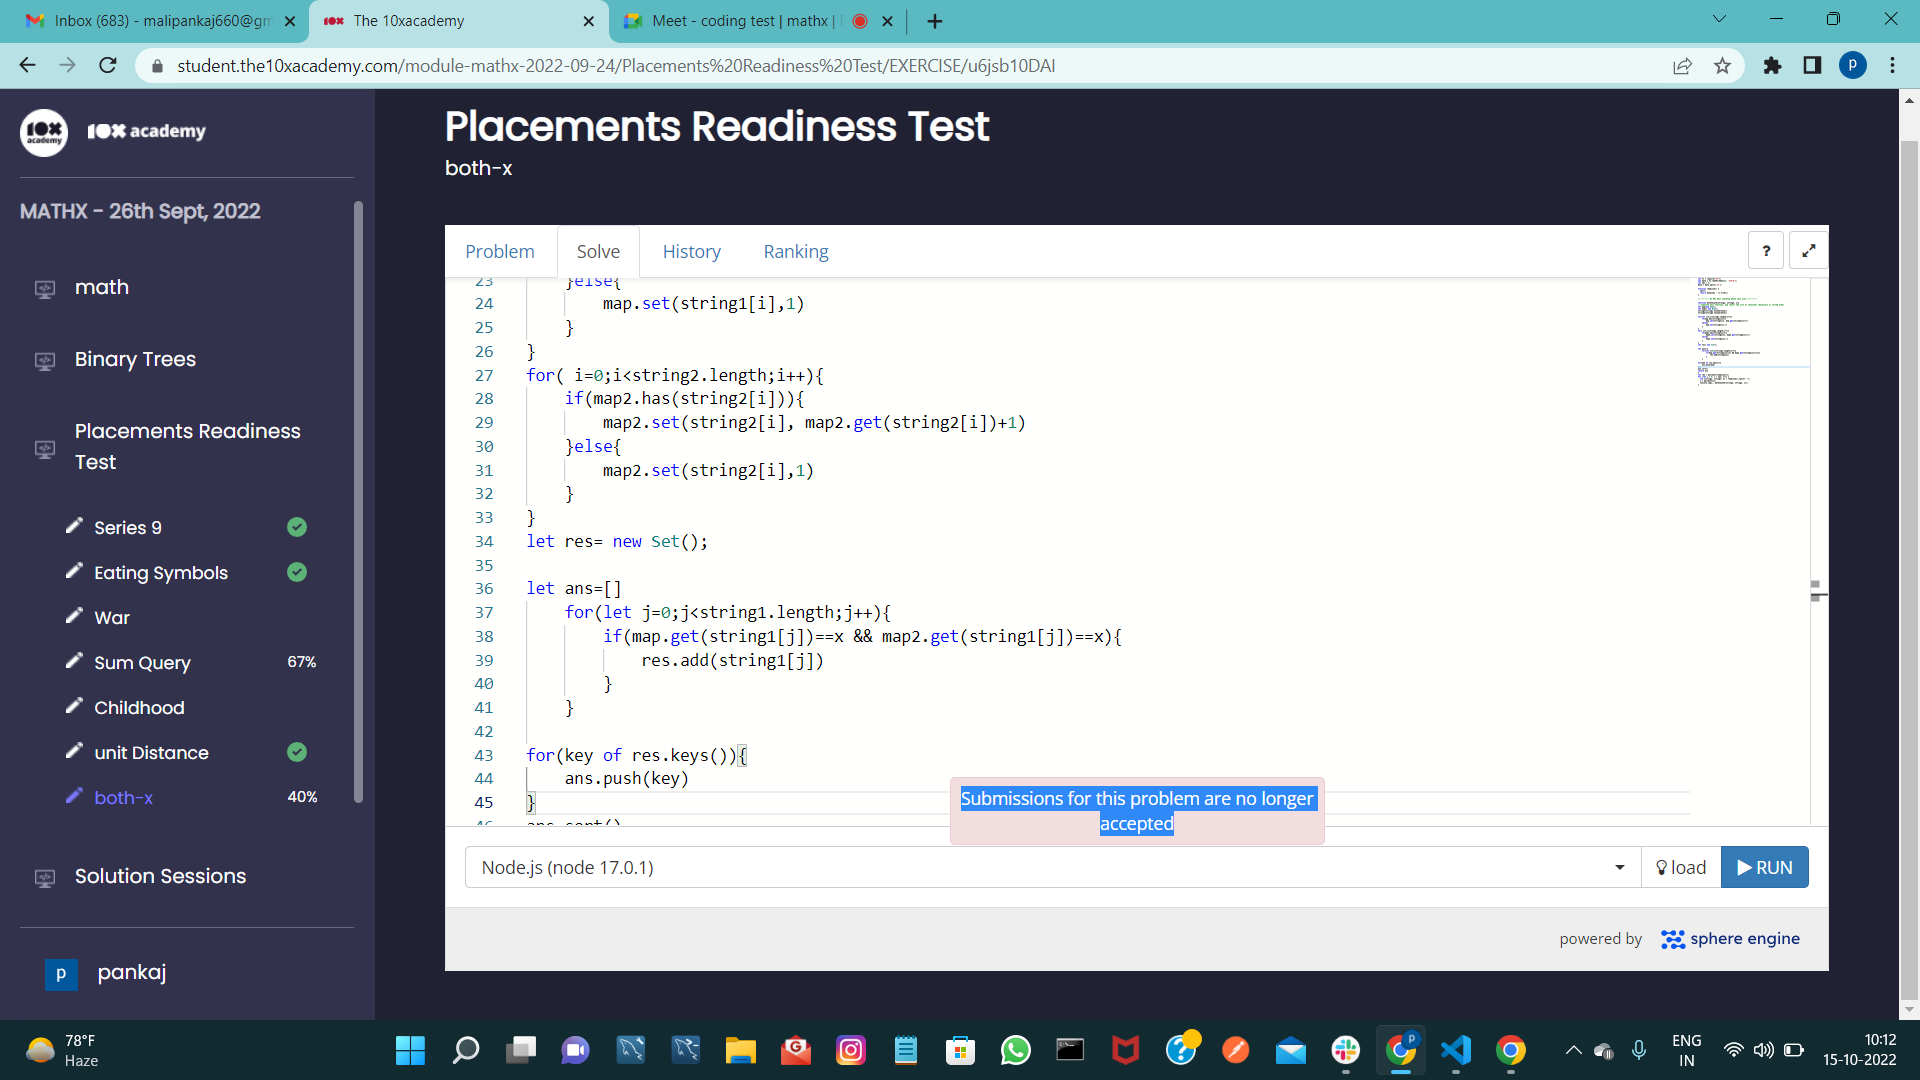 Inbox (683) - malipankaj660@gm
The 10xacademy
Meet - coding test | mathx |
student.the10xacademy.com/module-mathx-2022-09-24/Placements%20Readiness%20Test/EXERCISE/u6jsb10DAI
P
10x academy
10x academy
MATHX - 26th Sept, 2022
math
Binary Trees
Placements Readiness
Test
Series 9
Eating Symbols
War
Sum Query 67%
Childhood
unit Distance
both-x 40%
Solution Sessions
p pankaj
Placements Readiness Test
both-x
Problem Solve History Ranking ?
23 }else{
24 map.set(string1[i],1)
25 }
26 }
27 for( i=0;i<string2.length;i++){
28 if(map2.has(string2[i])){
29 map2.set(string2[i], map2.get(string2[i])+1)
30 }else{
31 map2.set(string2[i],1)
32 }
33 }
34 let res= new Set();
35
36 let ans=[]
37 for(let j=0;j<string1.length;j++){
38 if(map.get(string1[j])==x && map2.get(string1[j])==x){
39 res.add(string1[j])
40 }
41 }
42
43 for(key of res.keys()){
44 ans.push(key)
45 }
46 ans.sort()
Submissions for this problem are no longer
accepted
Node.js (node 17.0.1) load RUN
powered by sphere engine
78°F
Haze
ENG
IN
10:12
15-10-2022